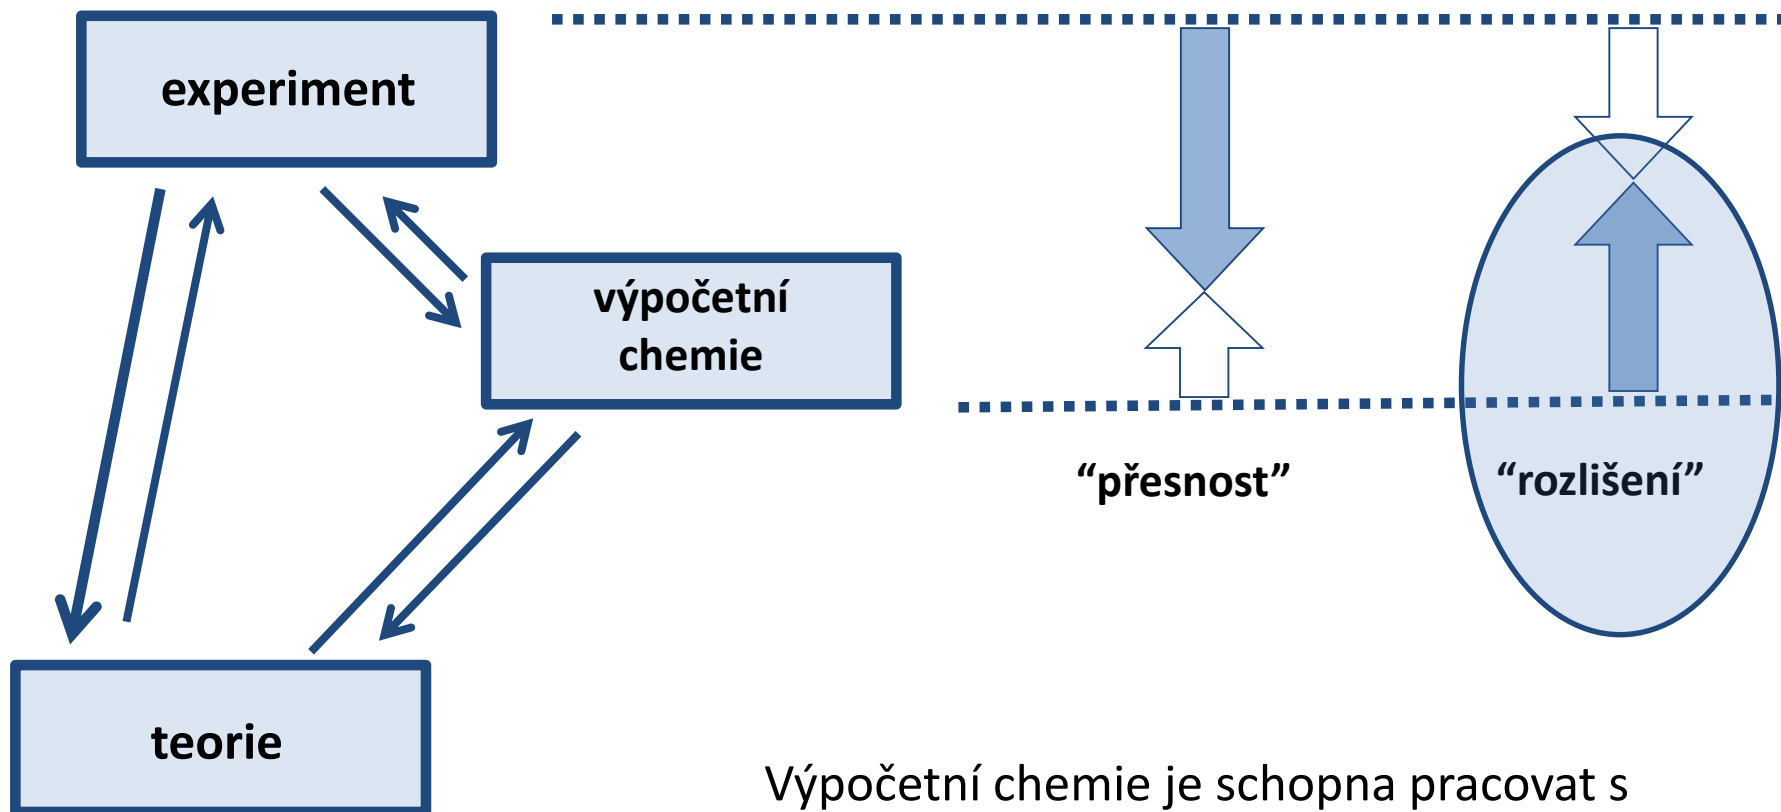 experiment
výpočetní
chemie
“přesnost”
“rozlišení”
teorie
Výpočetní chemie je schopna pracovat s